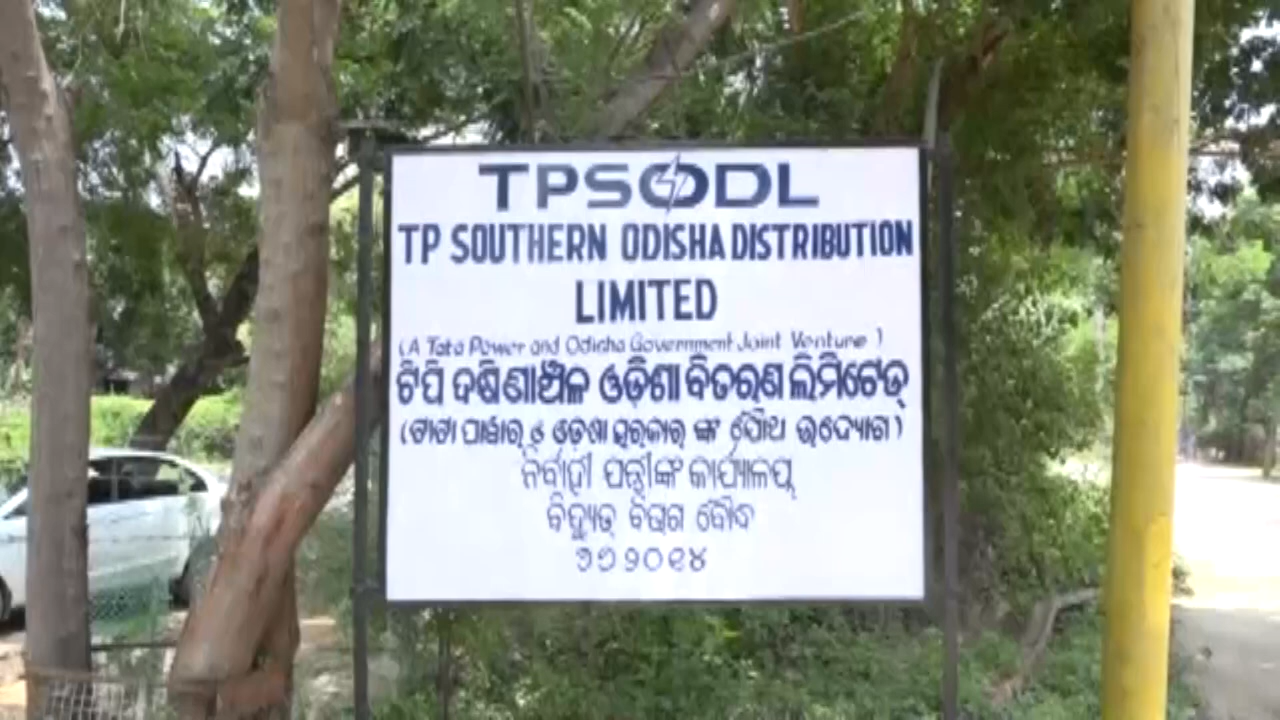 TPSODL
TP SOUTHERN ODISHA DISTRIBUTION
LIMITED
(A Tata Power and Odisha Government Joint Venture)
ଟିପି ଦକ୍ଷିଣାଞ୍ଚଳ ଓଡ଼ିଶା ବିତରଣ ଲିମିଟେଡ୍
(ଟାଟା ପାୱାର୍ ଓ ଓଡ଼ିଶା ସରକାର୍ ଙ୍କ ଯୌଥ ଉଦ୍ୟୋଗ)
ନିର୍ବାହୀ ଯନ୍ତ୍ରୀଙ୍କ କାର୍ଯ୍ୟାଳୟ
ବିଦ୍ୟୁତ୍ ବିଭାଗ ବୌଦ୍ଧ
୭୬୨୦୧୪